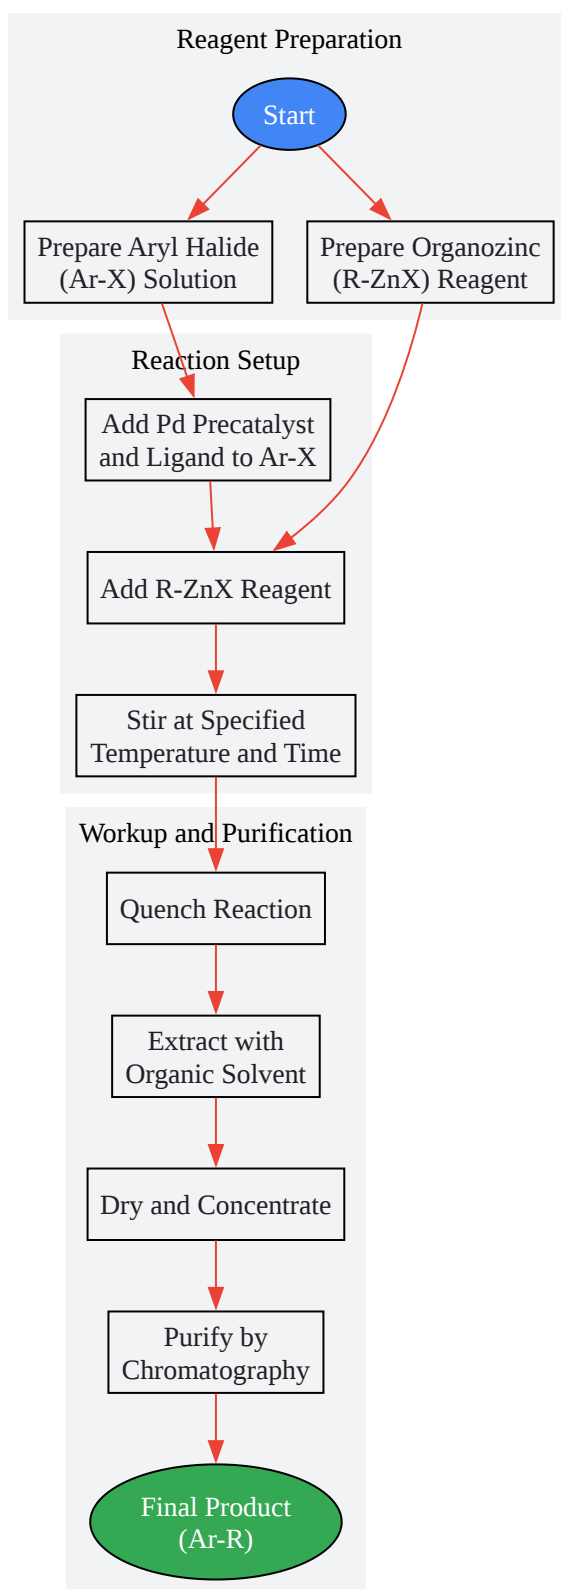 Reagent Preparation
Start
Prepare Aryl Halide
(Ar-X) Solution
Prepare Organozinc
(R-ZnX) Reagent
Reaction Setup
Add Pd Precatalyst
and Ligand to Ar-X
Add R-ZnX Reagent
Stir at Specified
Temperature and Time
Workup and Purification
Quench Reaction
Extract with
Organic Solvent
Dry and Concentrate
Purify by
Chromatography
Final Product
(Ar-R)